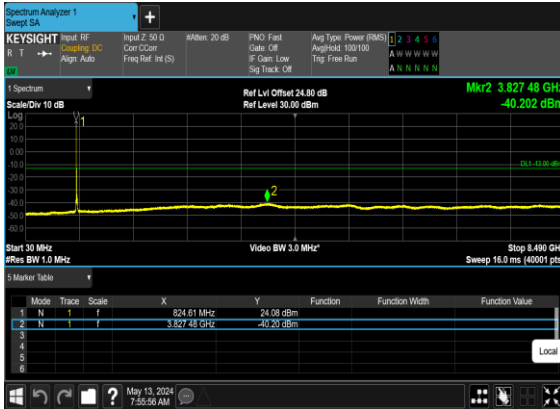 Spectrum Analyzer 1
Swept SA
+
KEYSIGHT Input: RF Input Z: 50 Ω #Atten: 20 dB PNO: Fast Avg Type: Power (RMS) 1 2 3 4 5 6
R T Coupling: DC Corr CCorr Gate: Off Avg|Hold: 100/100 A W W W W W
Align: Auto Freq Ref: Int (S) IF Gain: Low Trig: Free Run
Sig Track: Off A N N N N N
1 Spectrum
Scale/Div 10 dB
Ref Lvl Offset 24.80 dB
Ref Level 30.00 dBm
Mkr2 3.827 48 GHz
-40.202 dBm
Log
20.0
10.0
0.00
-10.0
-20.0
-30.0
-40.0
-50.0
-60.0
1
2
DL1 -13.00 dBm
Start 30 MHz Video BW 3.0 MHz* Stop 8.490 GH
#Res BW 1.0 MHz Sweep 16.0 ms (40001 pts
5 Marker Table
Mode Trace Scale X Y Function Function Width Function Value
1 N 1 f 824.61 MHz 24.08 dBm
2 N 1 f 3.827 48 GHz -40.20 dBm
3
4
5
6
Local
?
May 13, 2024
7:55:56 AM